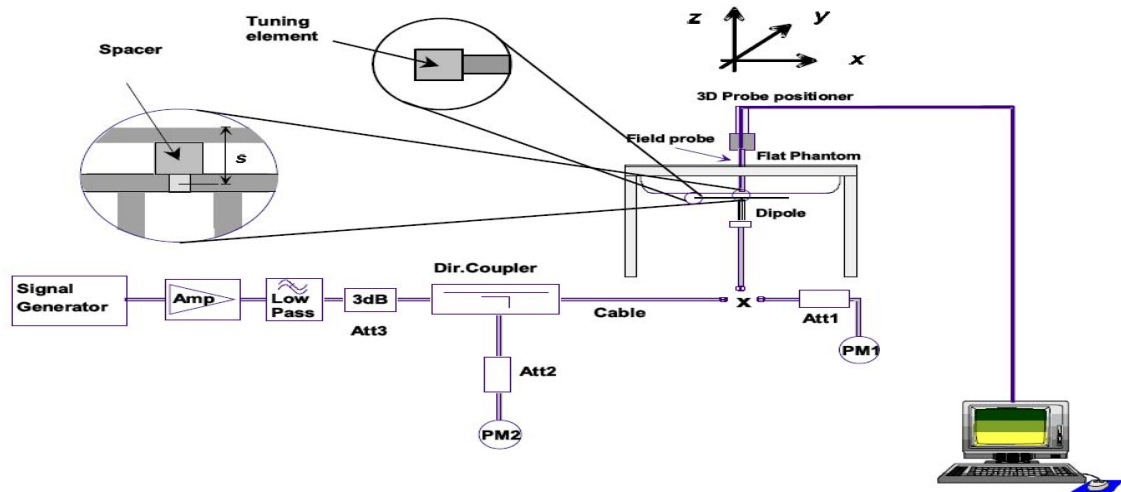 Tuning
element
Spacer
s
z
y
x
3D Probe positioner
Field probe
Flat Phantom
Dipole
Dir.Coupler
Signal
Generator
Amp
Low
Pass
3dB
Att3
Cable
x
Att1
PM1
Att2
PM2